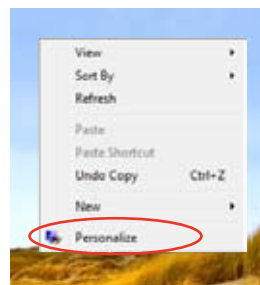 View
Sort By
Refresh
Paste
Paste Shortcut
Undo Copy Ctrl+Z
New
Personalize